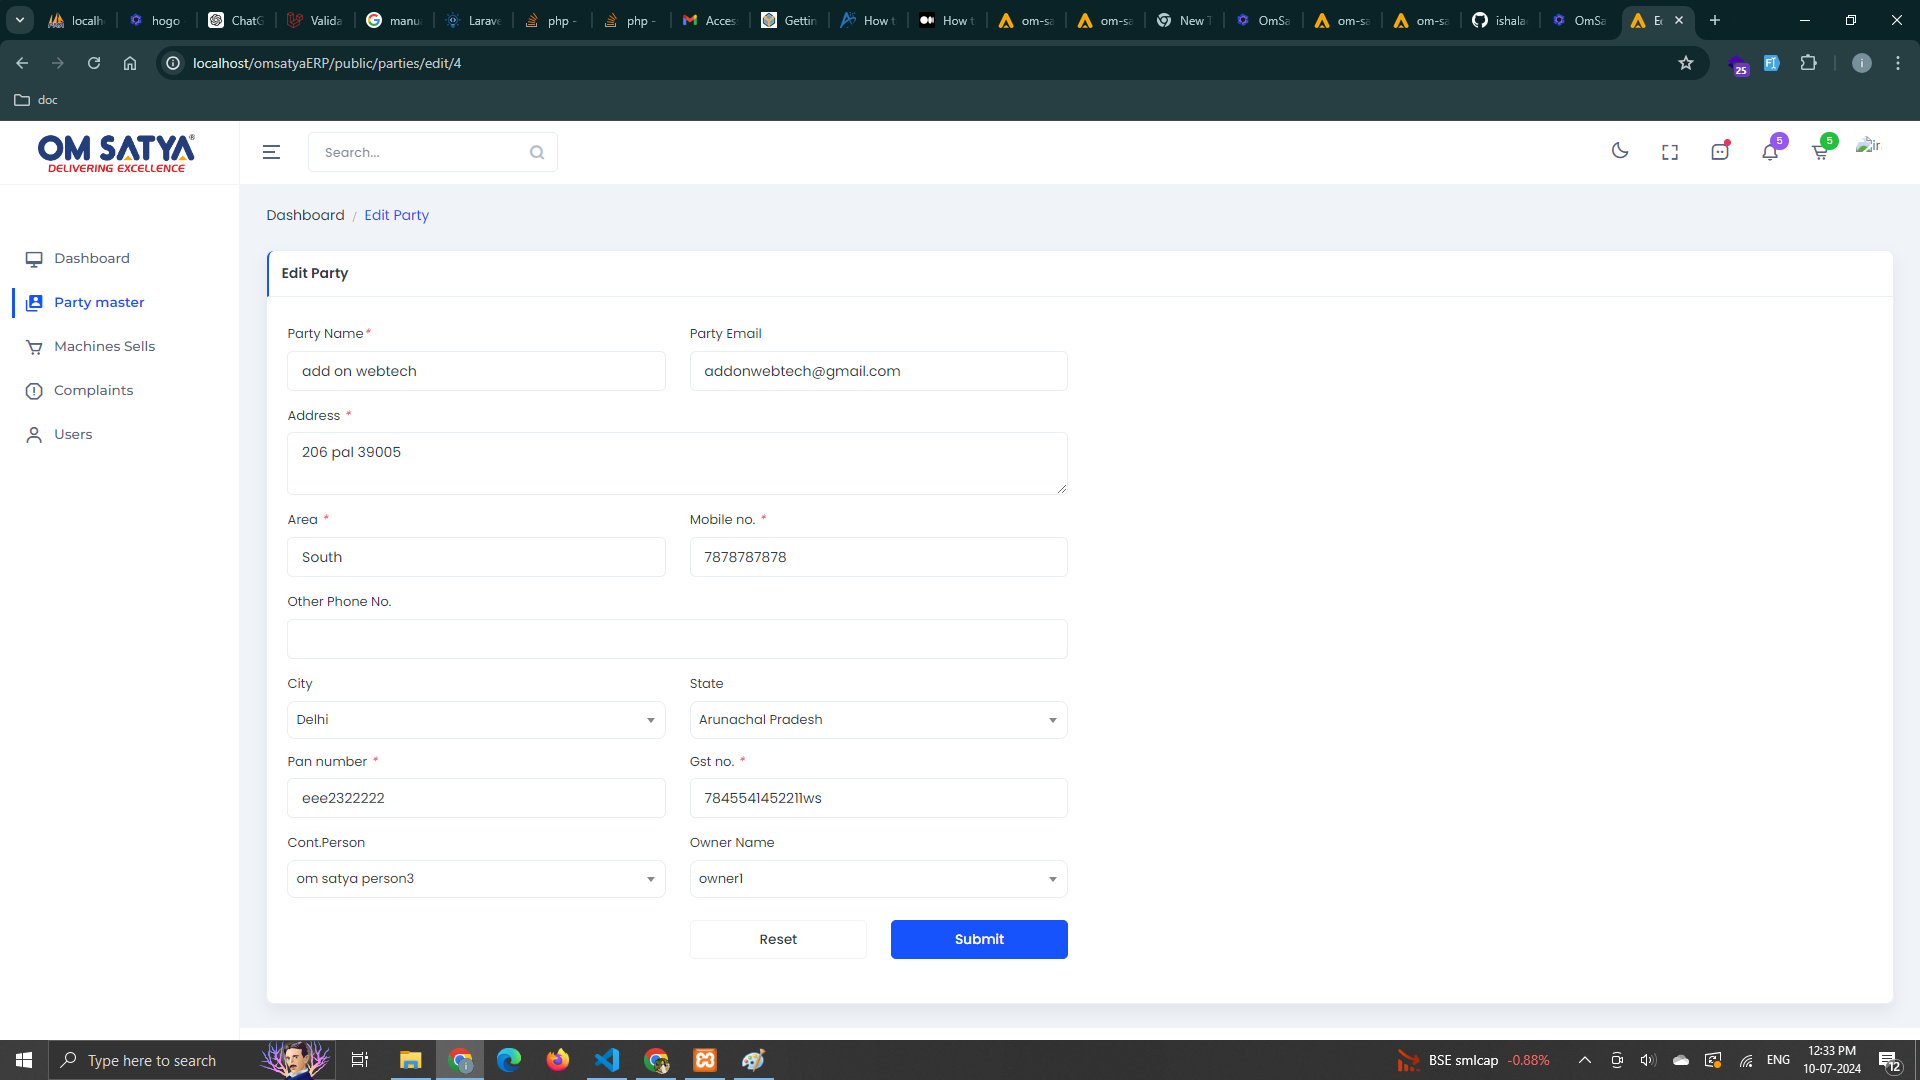 localh
hogo
ChatG
Valida
manu
Larave
php -
php -
Acces
Gettin
How t
How t
om-sa
om-sa
New T
OmSa
om-sa
om-sa
ishala
OmSa
Ed
localhost/omsatyaERP/public/parties/edit/4
25
i
doc
OM SATYA®
DELIVERING EXCELLENCE
Search...
5
5
Dashboard / Edit Party
Dashboard
Party master
Machines Sells
Complaints
Users
Edit Party
Party Name*
Party Email
add on webtech
addonwebtech@gmail.com
Address *
206 pal 39005
Area *
Mobile no. *
South
7878787878
Other Phone No.
City
State
Delhi
Arunachal Pradesh
Pan number *
Gst no. *
eee2322222
7845541452211ws
Cont.Person
Owner Name
om satya person3
owner1
Reset
Submit
Type here to search
BSE smlcap -0.88%
ENG
12:33 PM
10-07-2024
12